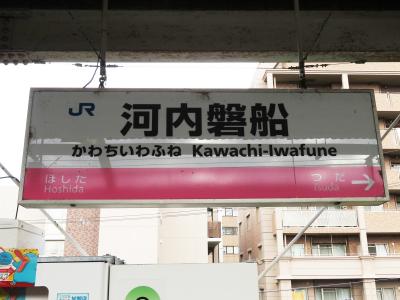 JR
河内磐船
かわちいわふね Kawachi-Iwafune
ほしだ つだ
Hoshida Tsuda →